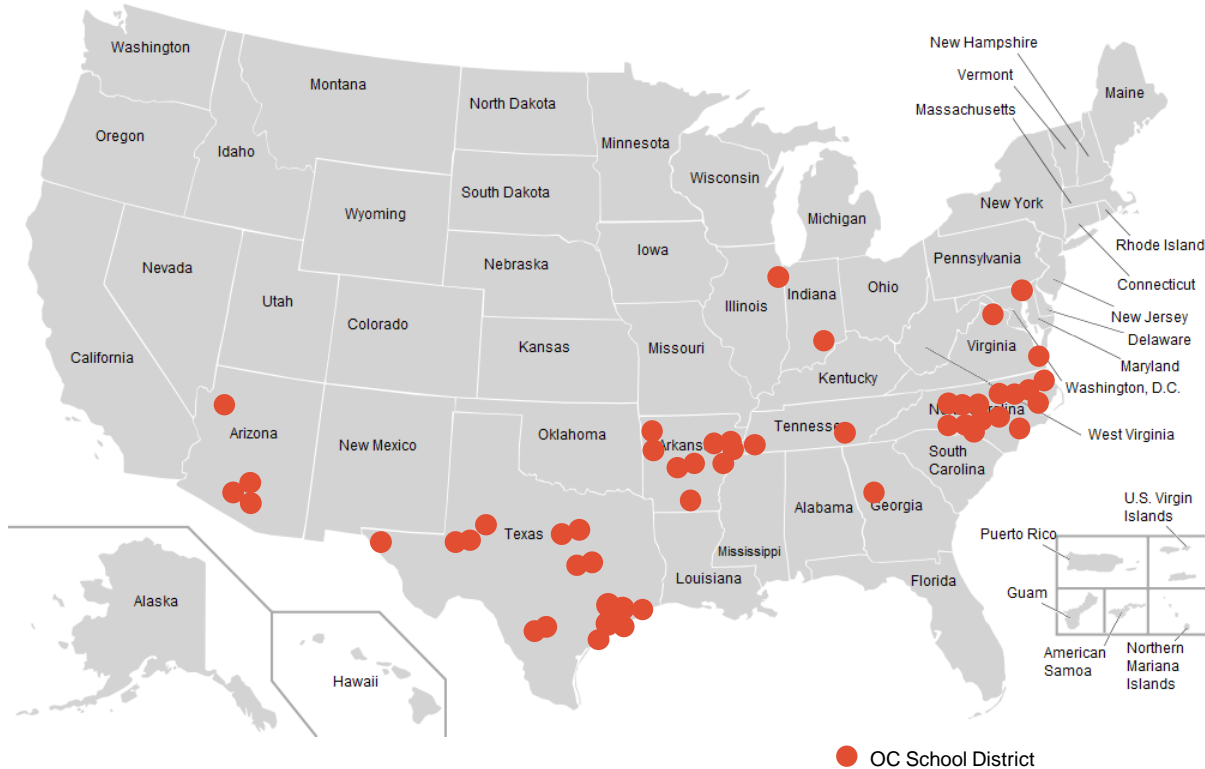 New Hampshire
Washington
Vermont
Montana
Maine
North Dakota
Massachusetts
Oregon
Minnesota
Idaho
Wisconsin
South Dakota
New York
Wyoming
Michigan
Rhode Island
Iowa
Pennsylvania
Nebraska
Nevada
Connecticut
Ohio
Indiana
Illinois
Utah
New Jersey
Colorado
Delaware
Kansas
Missouri
Virginia
California
Maryland
Kentucky
Washington, D.C.
North Carolina
Tennessee
Arizona
Oklahoma
West Virginia
New Mexico
Arkans
South
Carolina
U.S. Virgin
Islands
Alabama
Georgia
Texas
Puerto Rico
Mississippi
Louisiana
Florida
Guam
Alaska
American
Samoa
Northern
Mariana
Islands
Hawaii
OC School District